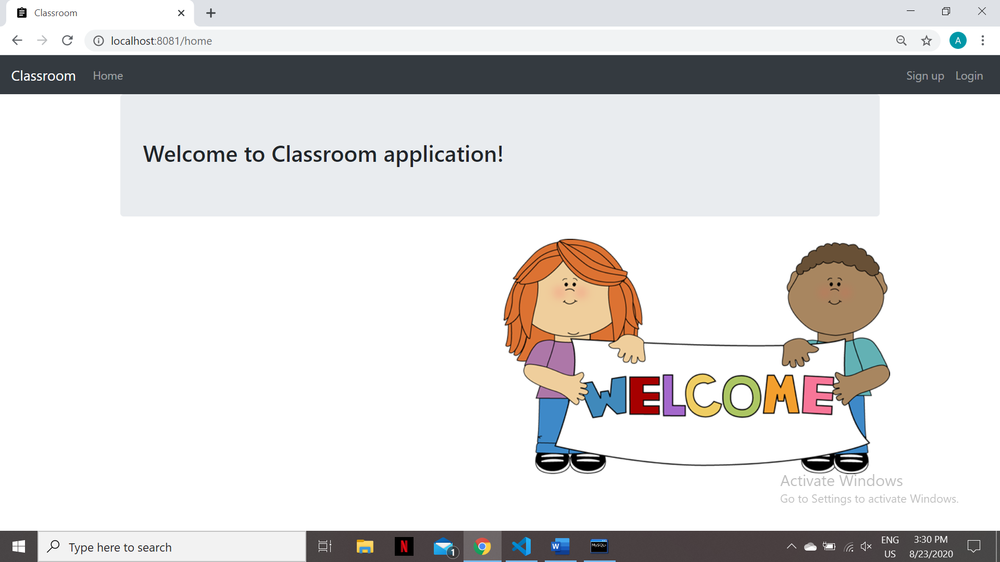 Classroom
localhost:8081/home
A
Classroom Home Sign up Login
Welcome to Classroom application!
WELCOME
Activate Windows
Go to Settings to activate Windows.
Type here to search
N
1
W
MySQL>
ENG
US
3:30 PM
8/23/2020